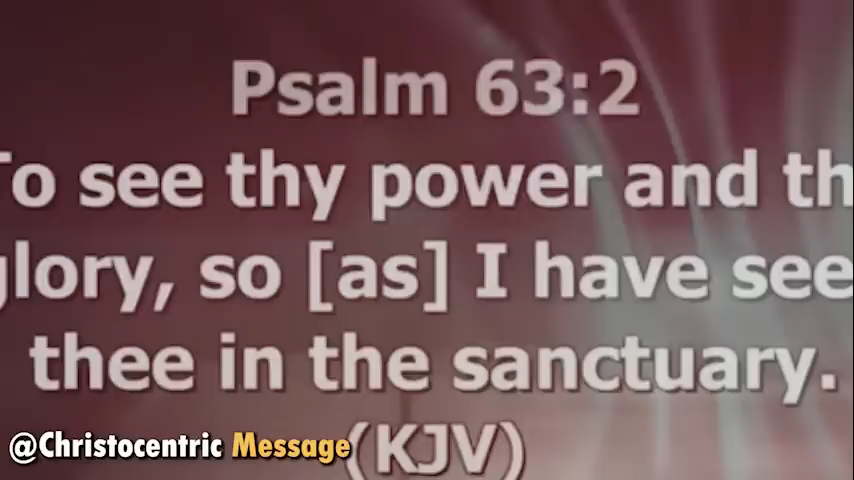 Psalm 63:2
To see thy power and th
glory, so [as] I have see
thee in the sanctuary.
(KJV)
@Christocentric Message